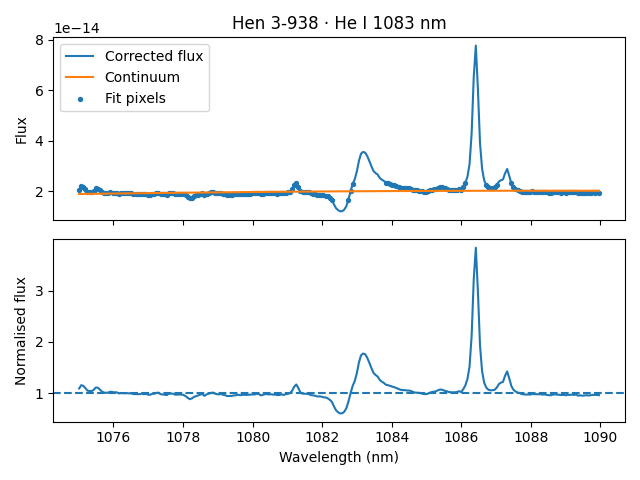 Hen 3-938 · He I 1083 nm
1e−14
8
6
4
2
Flux
Corrected flux
Continuum
Fit pixels
3
2
1
Normalised flux
1076 1078 1080 1082 1084 1086 1088 1090
Wavelength (nm)